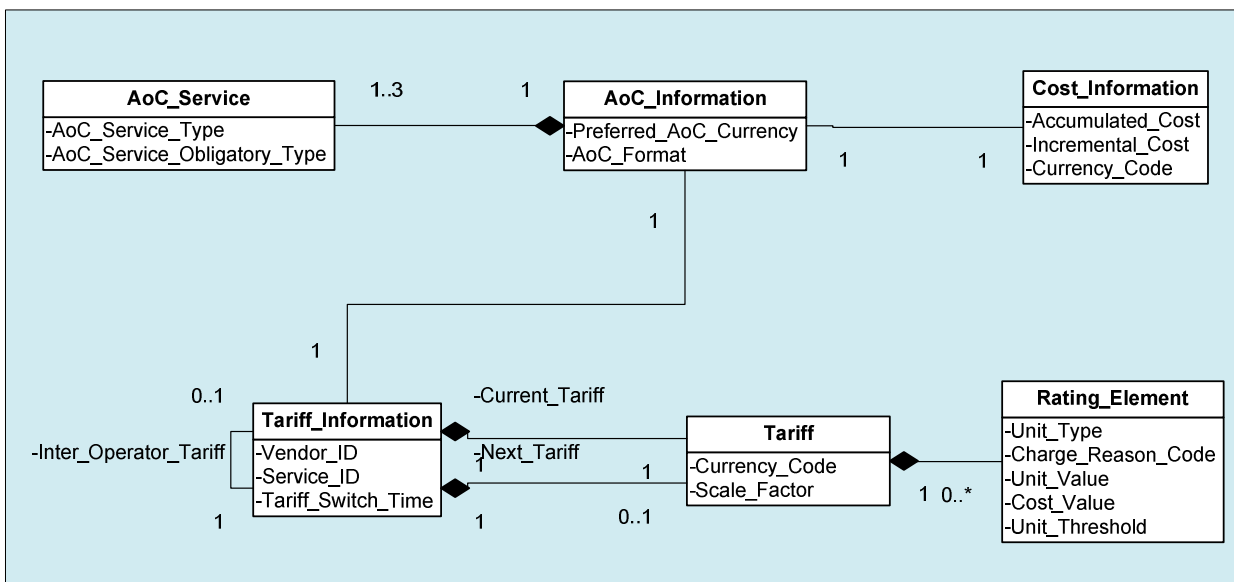 AoC_Service
-AoC_Service_Type
-AoC_Service_Obligatory_Type
1..3
1
AoC_Information
-Preferred_AoC_Currency
-AoC_Format
Cost_Information
-Accumulated_Cost
-Incremental_Cost
-Currency_Code
1
1
1
1
0..1
-Inter_Operator_Tariff
1
Tariff_Information
-Vendor_ID
-Service_ID
-Tariff_Switch_Time
-Current_Tariff
-Next_Tariff
1
1
1
0..1
Tariff
-Currency_Code
-Scale_Factor
1
0..*
Rating_Element
-Unit_Type
-Charge_Reason_Code
-Unit_Value
-Cost_Value
-Unit_Threshold